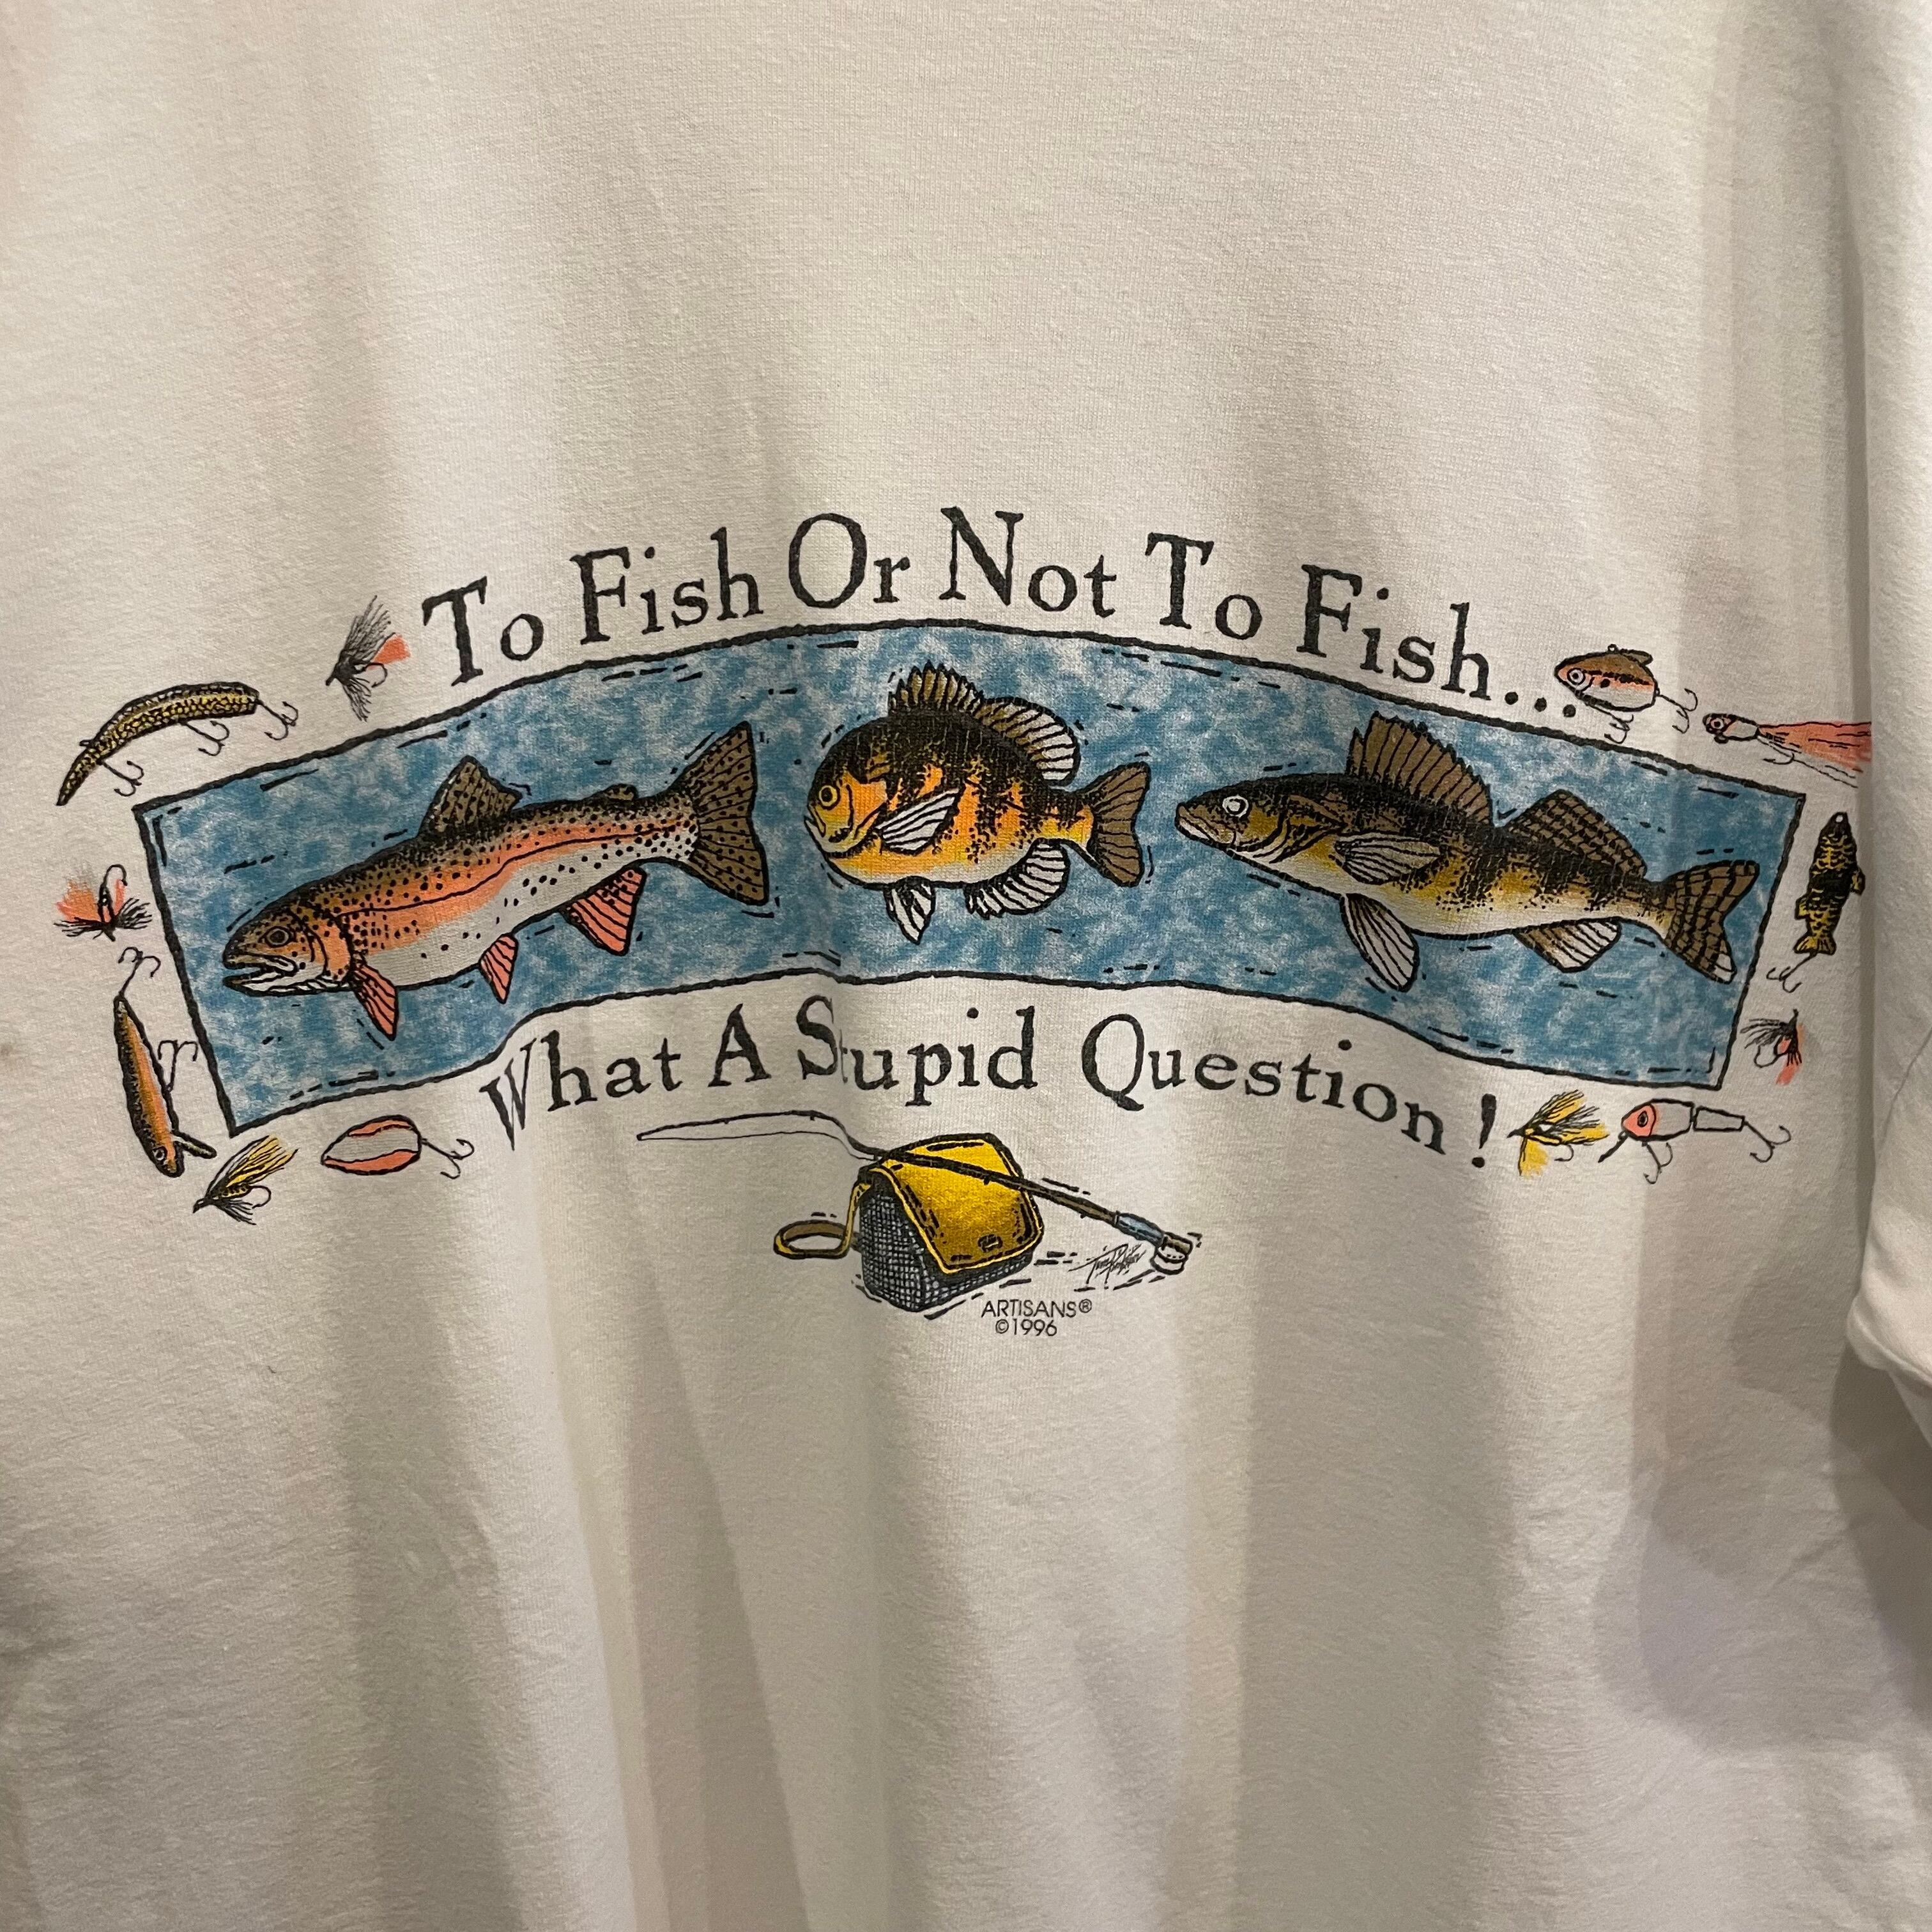 To Fish Or Not To Fish...
What A Stupid Question!
ARTISANS®
©1996